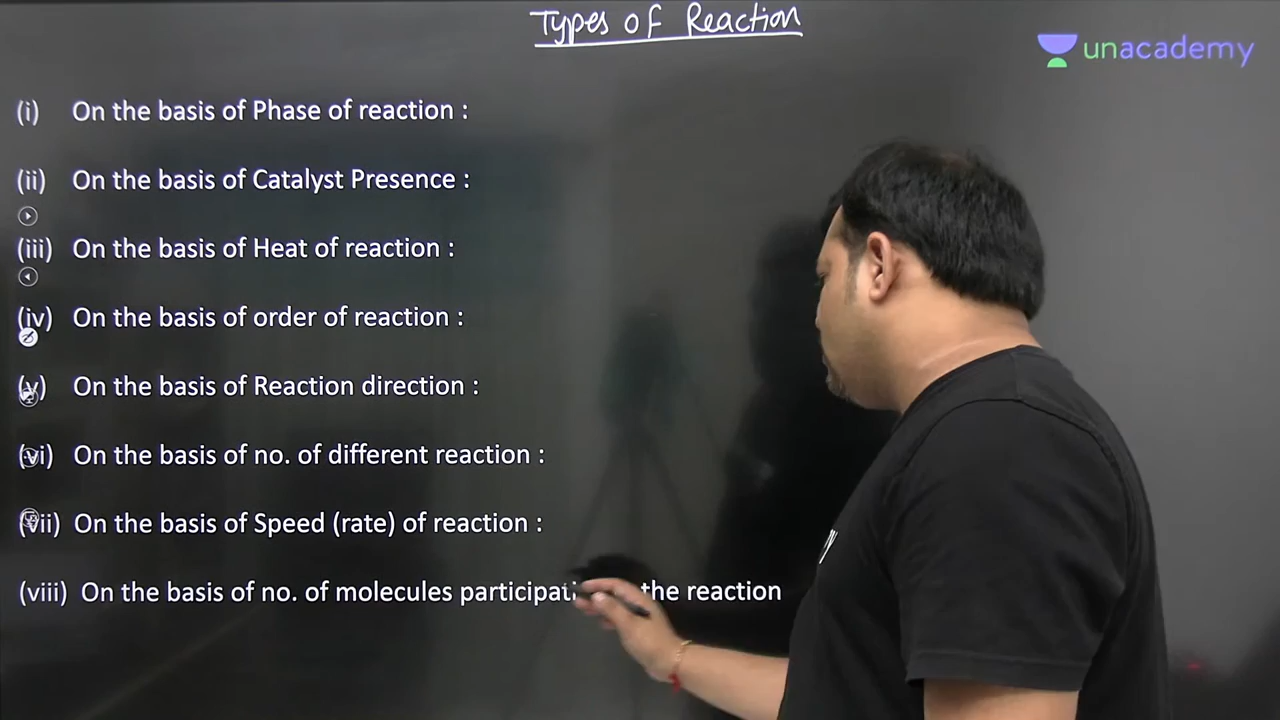 Types of Reaction
unacademy
(i) On the basis of Phase of reaction :
(ii) On the basis of Catalyst Presence :
(iii) On the basis of Heat of reaction :
(iv) On the basis of order of reaction :
(v) On the basis of Reaction direction :
(vi) On the basis of no. of different reaction :
(vii) On the basis of Speed (rate) of reaction :
(viii) On the basis of no. of molecules the reaction